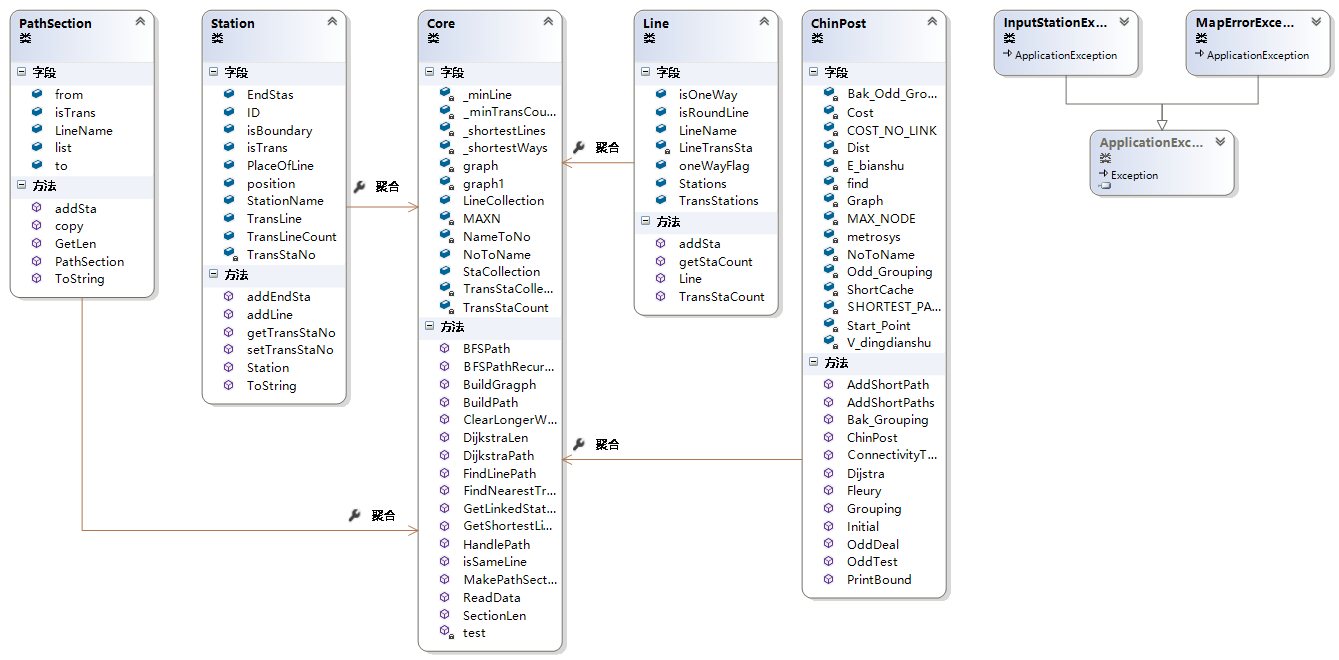 PathSection
类
字段
from
isTrans
LineName
list
to
方法
addSta
copy
GetLen
PathSection
ToString
Station
类
字段
EndStas
ID
isBoundary
isTrans
PlaceOfLine
position
StationName
TransLine
TransLineCount
TransStaNo
方法
addEndSta
addLine
getTransStaNo
setTransStaNo
Station
ToString
聚合
聚合
Core
类
字段
_minLine
_minTransCou...
_shortestLines
_shortestWays
graph
graph1
LineCollection
MAXN
NameToNo
NoToName
StaCollection
TransStaColle...
TransStaCount
方法
BFSPath
BFSPathRecur...
BuildGragph
BuildPath
ClearLongerW...
DijkstraLen
DijkstraPath
FindLinePath
FindNearestTr...
GetLinkedStat...
GetShortestLi...
HandlePath
isSameLine
MakePathSect...
ReadData
SectionLen
test
聚合
聚合
Line
类
字段
isOneWay
isRoundLine
LineName
LineTransSta
oneWayFlag
Stations
TransStations
方法
addSta
getStaCount
Line
TransStaCount
ChinPost
类
字段
Bak_Odd_Gro...
Cost
COST_NO_LINK
Dist
E_bianshu
find
Graph
MAX_NODE
metrosys
NoToName
Odd_Grouping
ShortCache
SHORTEST_PA...
Start_Point
V_dingdianshu
方法
AddShortPath
AddShortPaths
Bak_Grouping
ChinPost
ConnectivityT...
Dijstra
Fleury
Grouping
Initial
OddDeal
OddTest
PrintBound
InputStationEx...
类
ApplicationException
MapErrorExce...
类
ApplicationException
ApplicationExc...
类
Exception